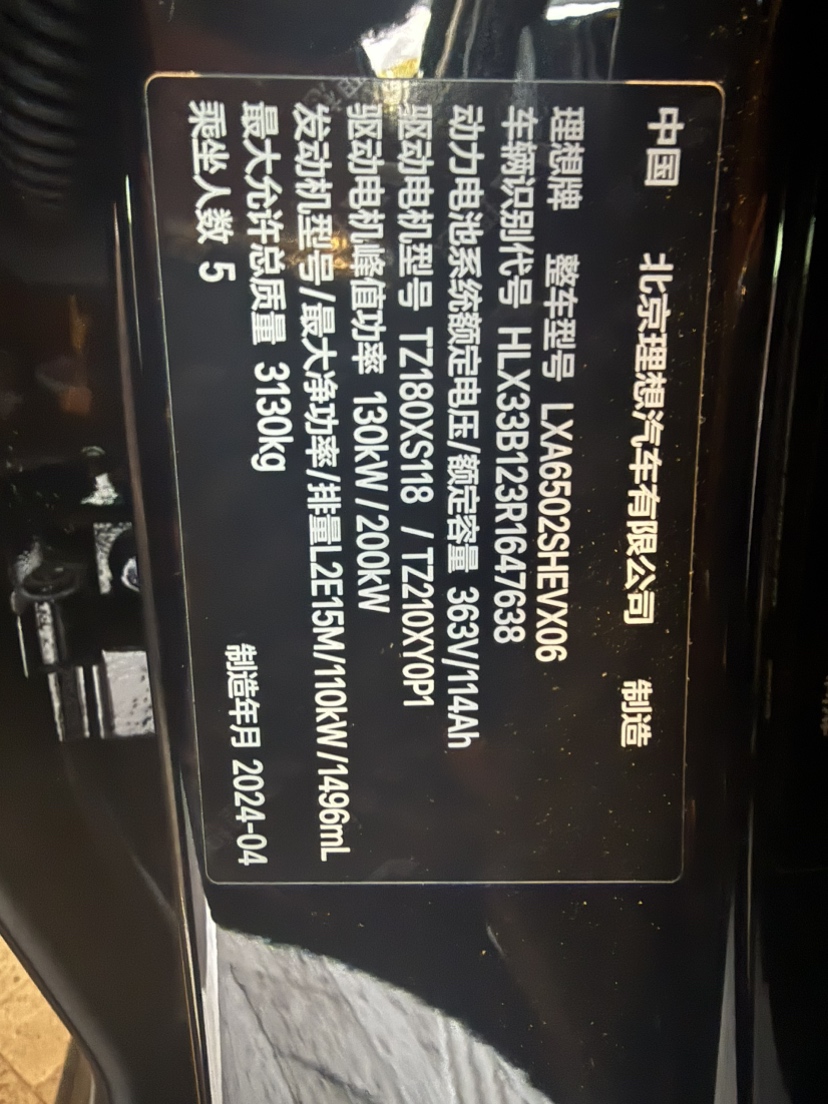 中国 北京理想汽车有限公司 制造
理想牌 整车型号 LXA6502SHEVX06
车辆识别代号 HLX33B123R1647638
动力电池系统额定电压/额定容量 363V/114Ah
驱动电机型号 TZ180XS118 / TZ210XY0P1
驱动电机峰值功率 130kW/200kW
发动机型号/最大净功率/排量L2E15M/110kW/1496mL
最大允许总质量 3130kg
乘坐人数 5 制造年月 2024-04